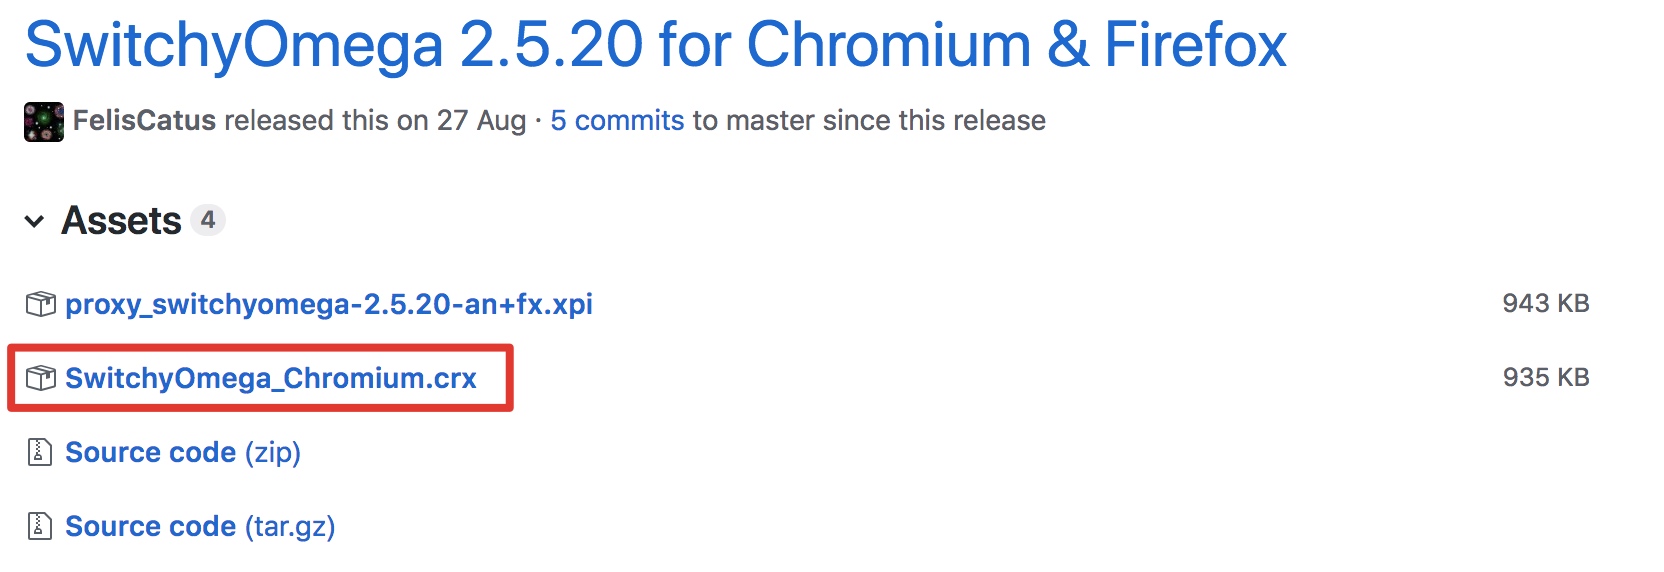 SwitchyOmega 2.5.20 for Chromium & Firefox
FelisCatus released this on 27 Aug · 5 commits to master since this release
Assets 4
proxy_switchyomega-2.5.20-an+fx.xpi 943 KB
SwitchyOmega_Chromium.crx 935 KB
Source code (zip)
Source code (tar.gz)